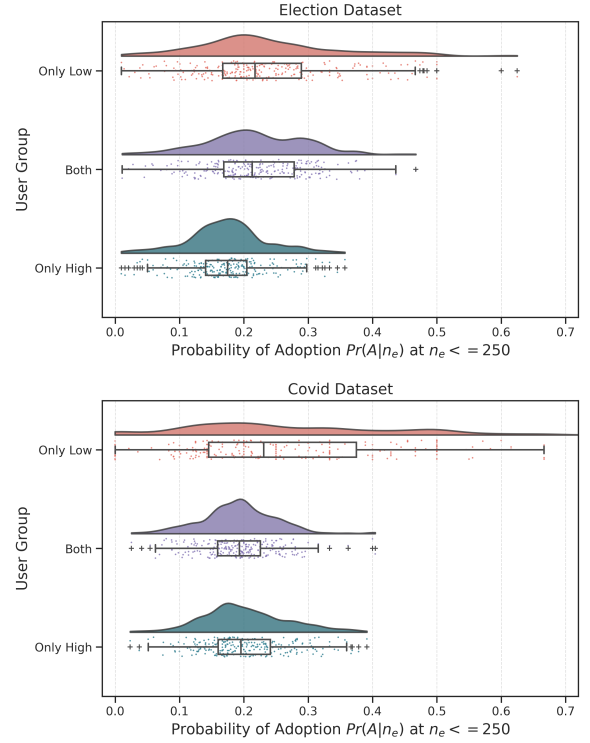 Election Dataset
Only Low
Both
Only High
User Group
0.0 0.1 0.2 0.3 0.4 0.5 0.6 0.7
Probability of Adoption Pr(A|nₑ) at nₑ <= 250
Covid Dataset
Only Low
Both
Only High
User Group
0.0 0.1 0.2 0.3 0.4 0.5 0.6 0.7
Probability of Adoption Pr(A|nₑ) at nₑ <= 250